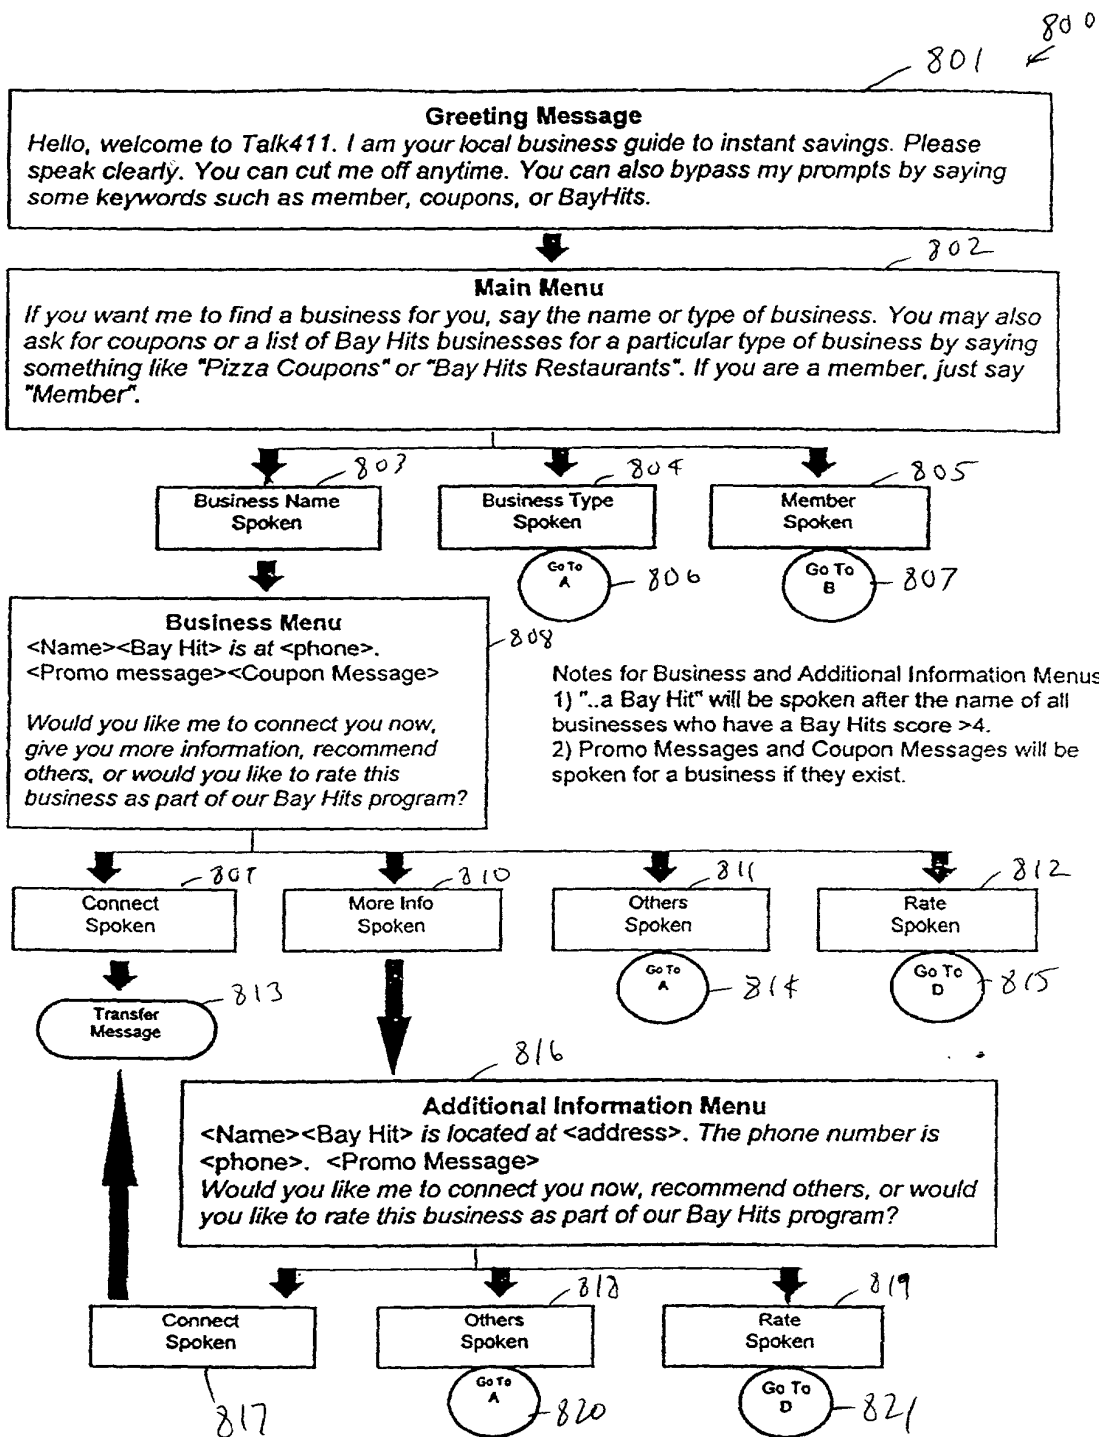 800
801
Greeting Message
Hello, welcome to Talk411. I am your local business guide to instant savings. Please
speak clearly. You can cut me off anytime. You can also bypass my prompts by saying
some keywords such as member, coupons, or BayHits.
802
Main Menu
If you want me to find a business for you, say the name or type of business. You may also
ask for coupons or a list of Bay Hits businesses for a particular type of business by saying
something like "Pizza Coupons" or "Bay Hits Restaurants". If you are a member, just say
"Member".
803
804
805
Business Name
Spoken
Business Type
Spoken
Member
Spoken
Go To
A
806
Go To
B
807
Business Menu
808
<Name><Bay Hit> is at <phone>.
<Promo message><Coupon Message>
Would you like me to connect you now,
give you more information, recommend
others, or would you like to rate this
business as part of our Bay Hits program?
Notes for Business and Additional Information Menus
1) "..a Bay Hit" will be spoken after the name of all
businesses who have a Bay Hits score >4.
2) Promo Messages and Coupon Messages will be
spoken for a business if they exist.
809
810
811
812
Connect
Spoken
More Info
Spoken
Others
Spoken
Rate
Spoken
813
Transfer
Message
Go To
A
814
Go To
D
815
816
Additional Information Menu
<Name><Bay Hit> is located at <address>. The phone number is
<phone>. <Promo Message>
Would you like me to connect you now, recommend others, or would
you like to rate this business as part of our Bay Hits program?
818
819
Connect
Spoken
Others
Spoken
Rate
Spoken
817
Go To
A
820
Go To
D
821